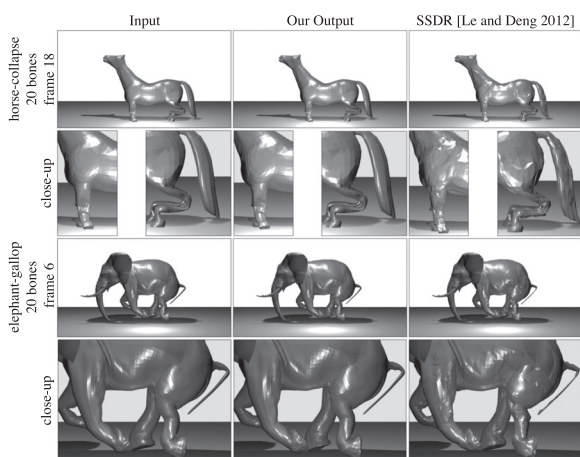 Input
Our Output
SSDR [Le and Deng 2012]
horse-collapse
20 bones
frame 18
close-up
elephant-gallop
20 bones
frame 6
close-up